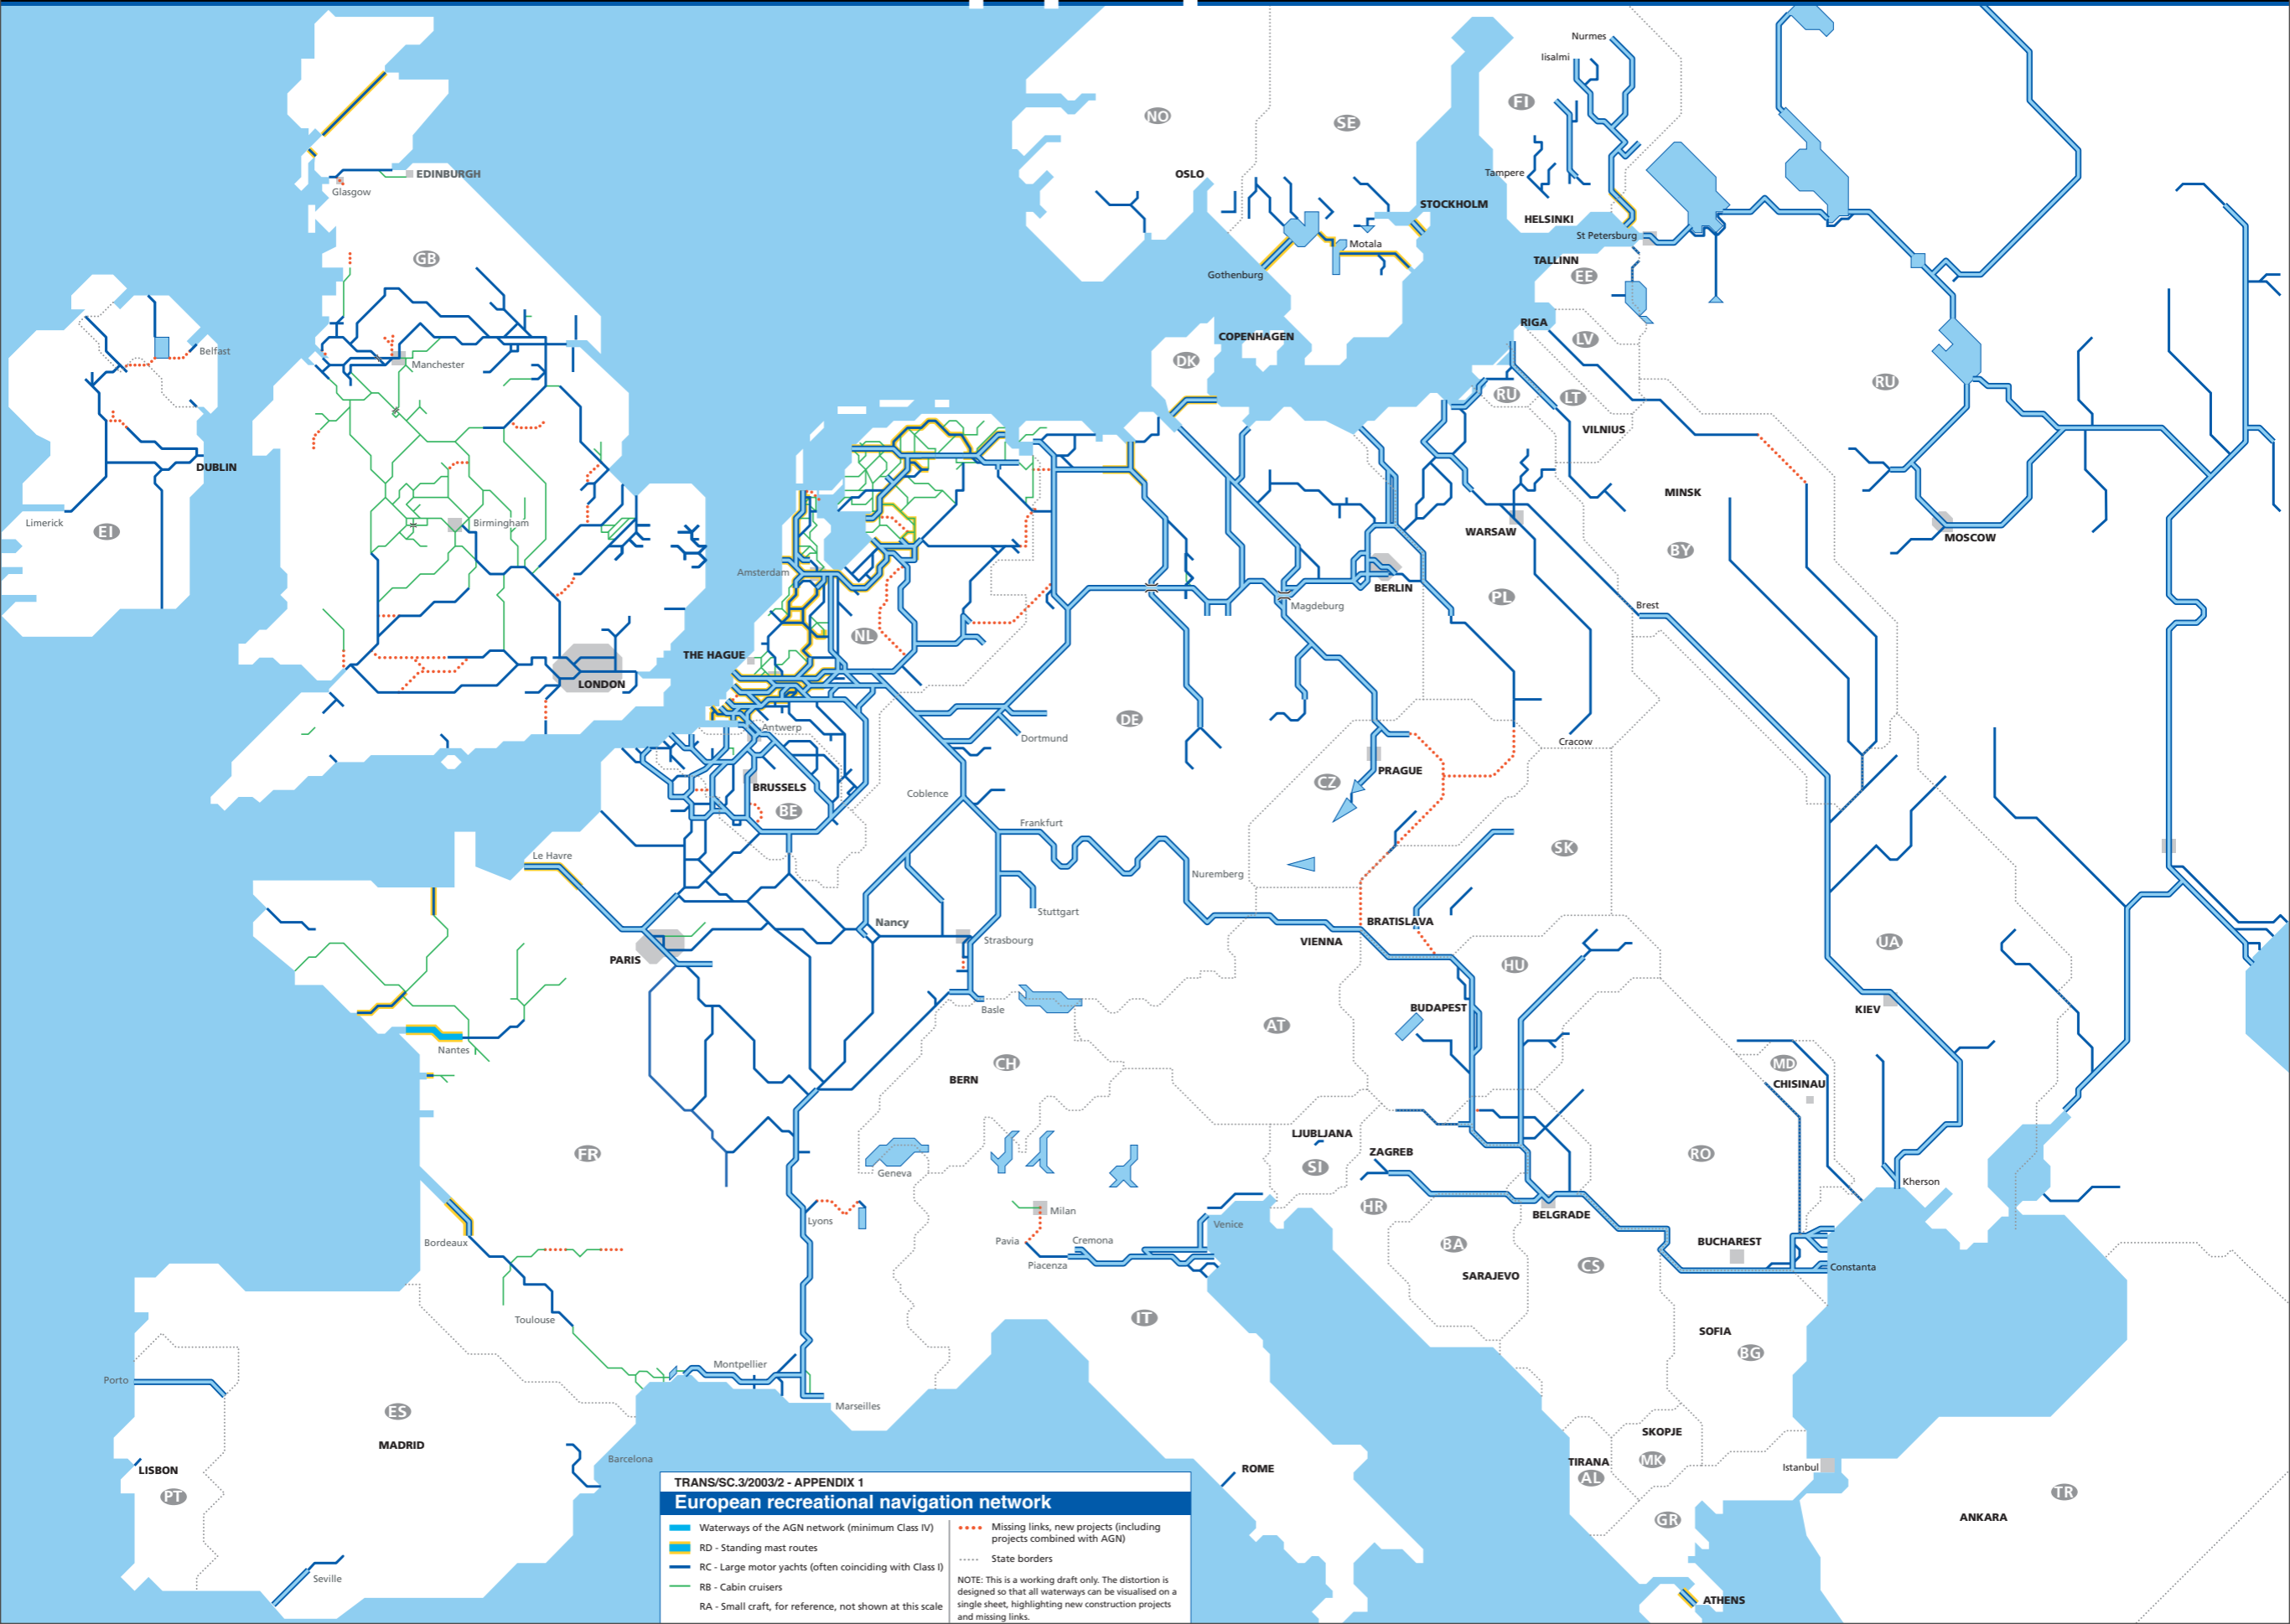 Nurmes
Iisalmi
FI
NO
SE
EDINBURGH
Glasgow
OSLO
Tampere
STOCKHOLM
HELSINKI
St Petersburg
Motala
GB
TALLINN
Gothenburg
EE
RIGA
COPENHAGEN
LV
Belfast
DK
Manchester
RU
RU
LT
VILNIUS
DUBLIN
MINSK
Limerick
Birmingham
EI
WARSAW
MOSCOW
BY
Amsterdam
BERLIN
PL
Magdeburg
Brest
NL
THE HAGUE
LONDON
DE
Antwerp
Dortmund
Cracow
PRAGUE
CZ
BRUSSELS
Coblence
BE
Frankfurt
SK
Le Havre
Nuremberg
Stuttgart
Nancy
BRATISLAVA
Strasbourg
VIENNA
UA
PARIS
HU
Basle
BUDAPEST
KIEV
AT
Nantes
CH
MD
BERN
CHISINAU
LJUBLJANA
FR
ZAGREB
RO
Geneva
SI
Kherson
HR
Milan
Lyons
Venice
BELGRADE
Bordeaux
Pavia
Cremona
BA
BUCHAREST
Piacenza
CS
Constanta
SARAJEVO
IT
Toulouse
SOFIA
BG
Montpellier
Porto
Marseilles
ES
SKOPJE
MADRID
Barcelona
MK
LISBON
ROME
TIRANA
Istanbul
AL
PT
TR
GR
ANKARA
Seville
ATHENS
TRANS/SC.3/2003/2 - APPENDIX 1
European recreational navigation network
Waterways of the AGN network (minimum Class IV)
RD - Standing mast routes
RC - Large motor yachts (often coinciding with Class I)
RB - Cabin cruisers
RA - Small craft, for reference, not shown at this scale
Missing links, new projects (including
projects combined with AGN)
State borders
NOTE: This is a working draft only. The distortion is
designed so that all waterways can be visualised on a
single sheet, highlighting new construction projects
and missing links.